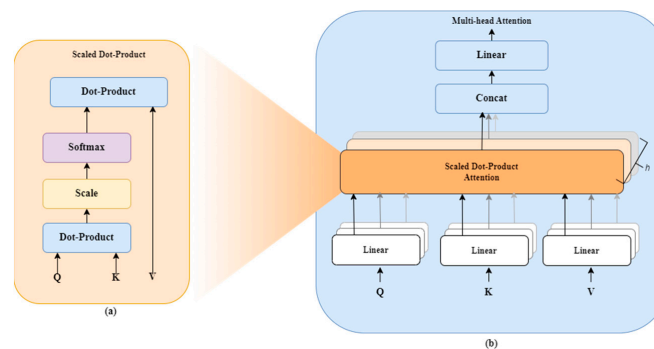 Scaled Dot-Product
Dot-Product
Softmax
Scale
Dot-Product
Q
K
V
(a)
Multi-head Attention
Linear
Concat
Scaled Dot-Product
Attention
h
Linear
Linear
Linear
Q
K
V
(b)